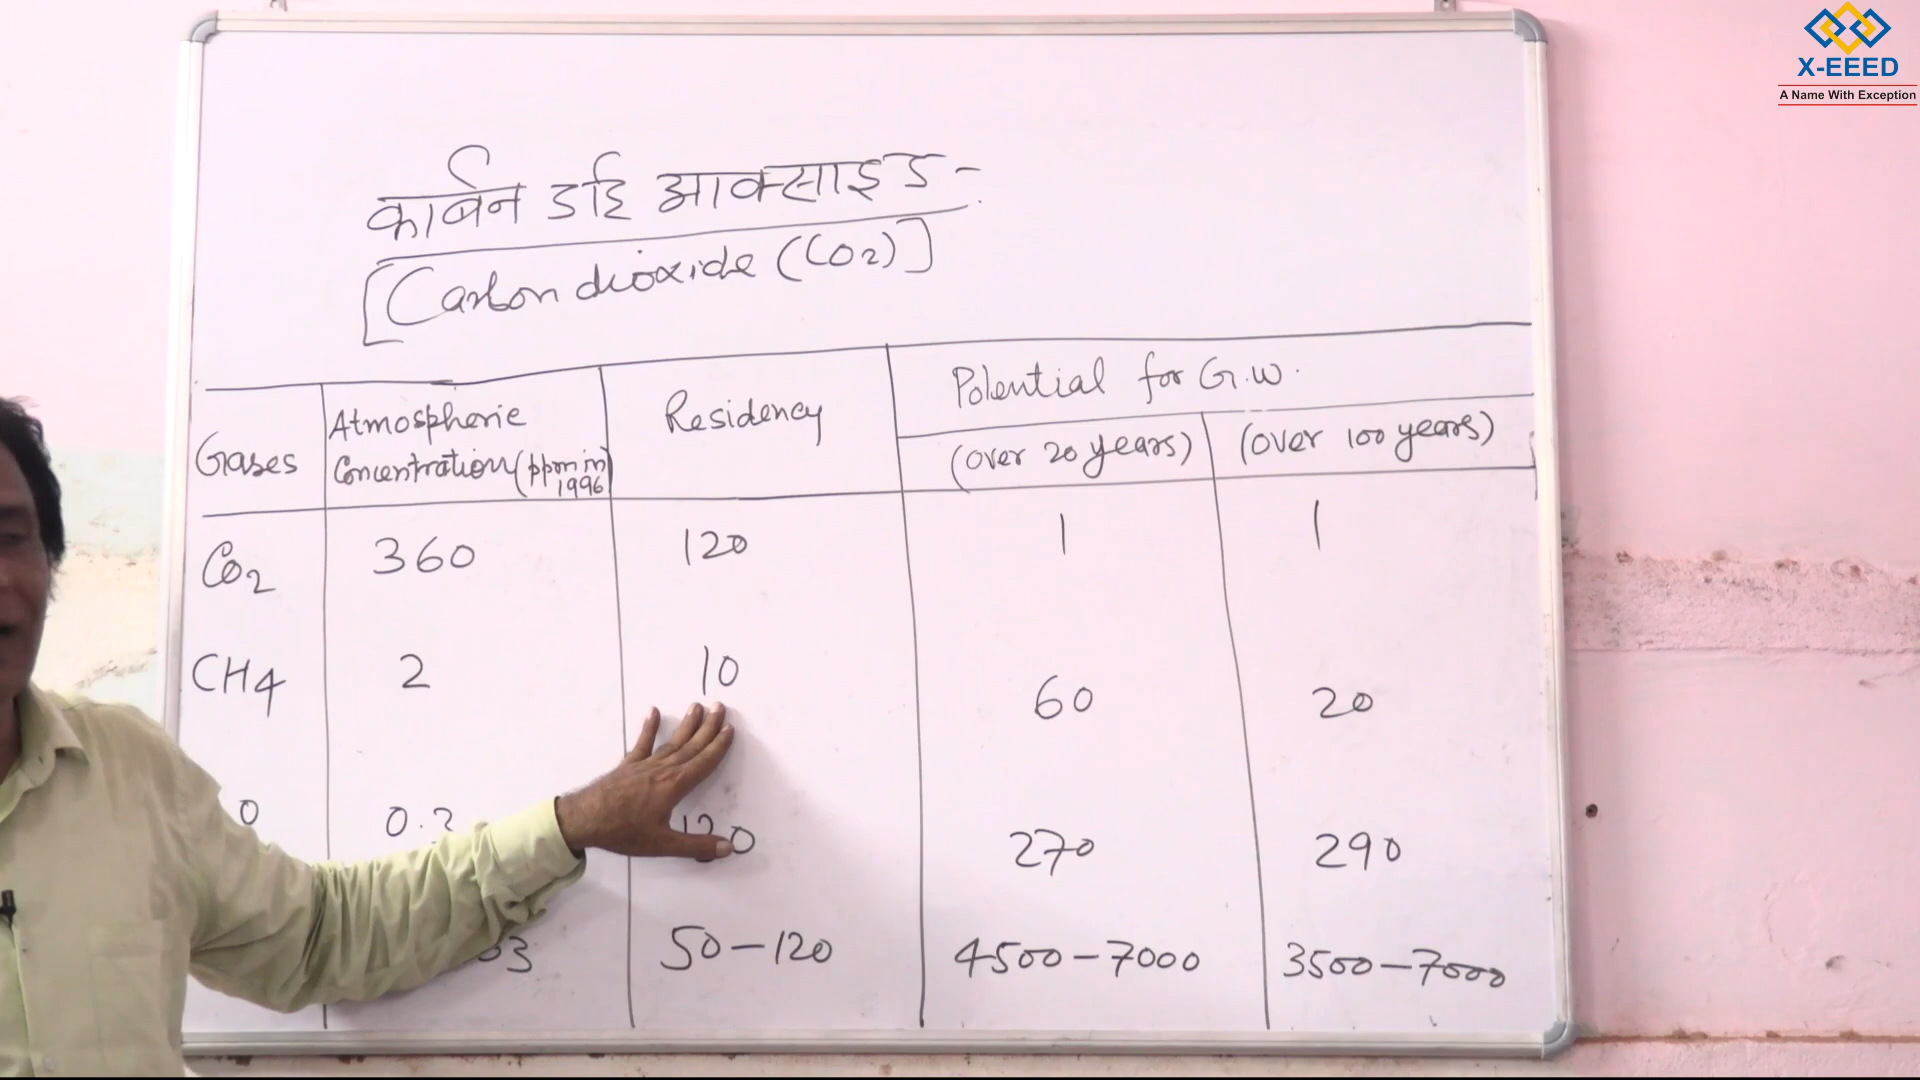 X-EEED
A Name With Exception
कार्बन डाई आक्साइड -
[Carbondioxide (CO2)]
Gases
Atmospheric
Concentration (ppm in
1996)
Residency
Potential for G.W.
(over 20 years)
(over 100 years)
CO2 360 120 1 1
CH4 2 10 60 20
O 270 290
50-120 4500-7000 3500-7000